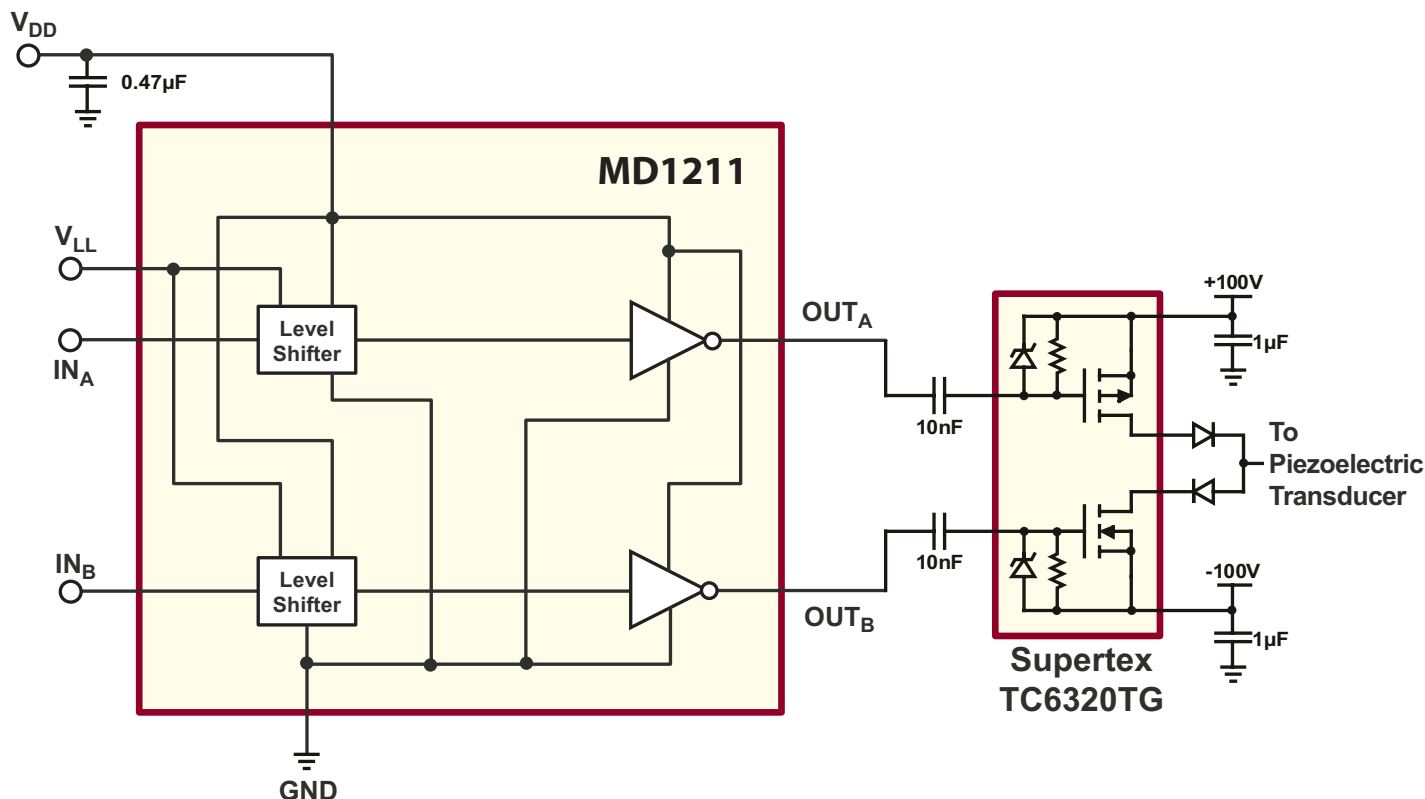 VDD
0.47µF
MD1211
VLL
INA
Level
Shifter
OUTA
10nF
+100V
1µF
To
Piezoelectric
Transducer
INB
Level
Shifter
OUTB
10nF
-100V
1µF
Supertex
TC6320TG
GND